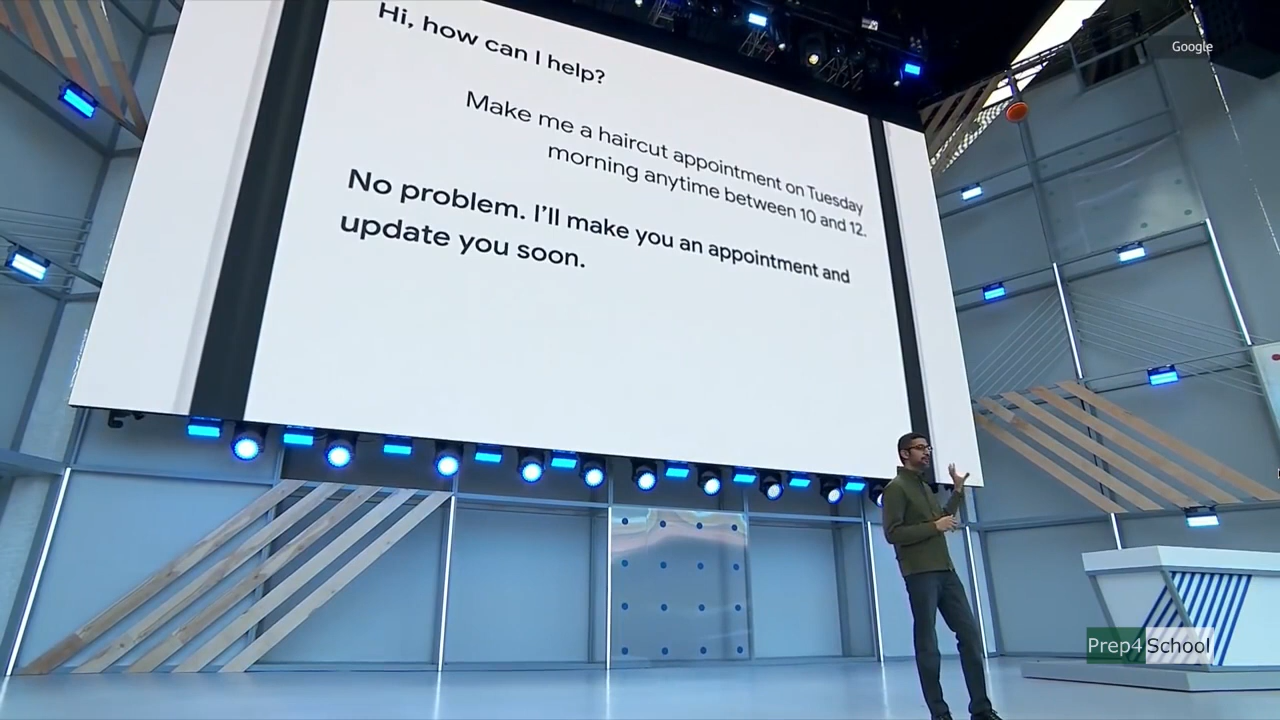 Google
Hi, how can I help?
Make me a haircut appointment on Tuesday
morning anytime between 10 and 12.
No problem. I'll make you an appointment and
update you soon.
Prep4School